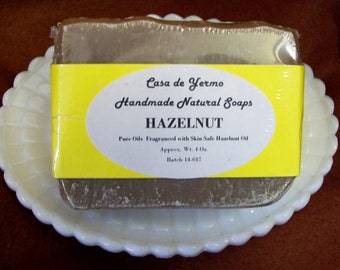 Casa de Yermo
Handmade Natural Soaps
HAZELNUT
Pure Oils Fragranced with Skin Safe Hazelnut Oil
Approx. Wt. 4 Oz.
Batch 14-017